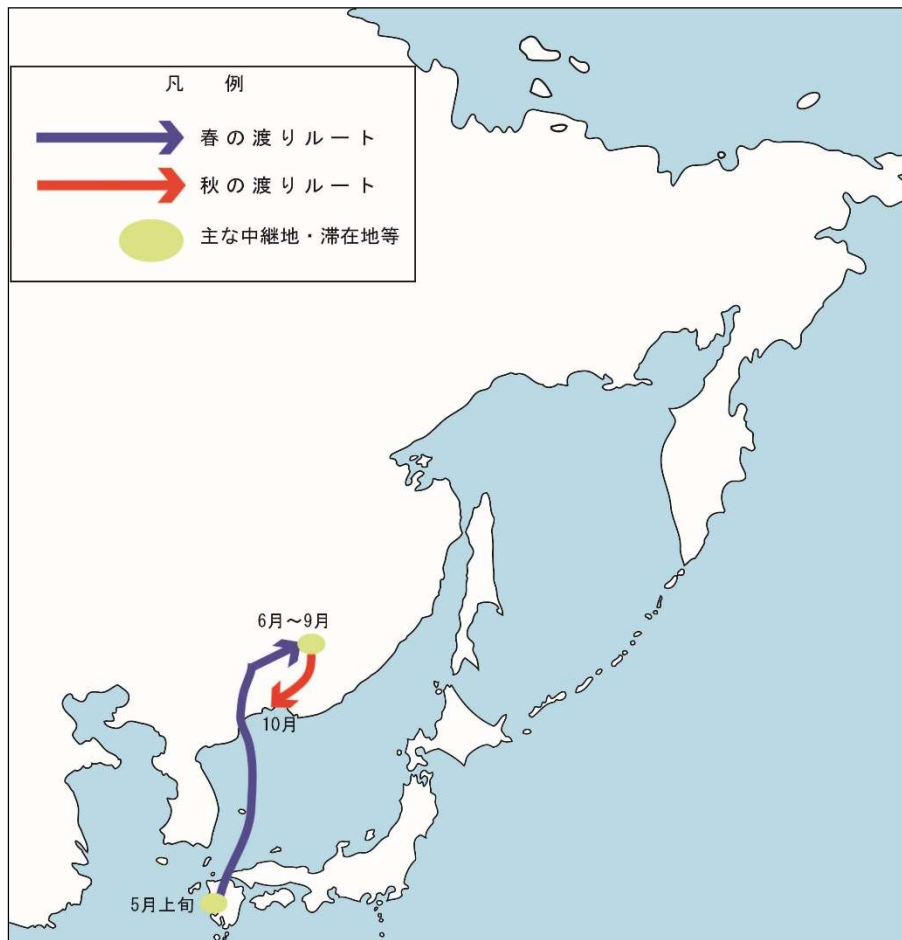 凡 例
春の渡りルート
秋の渡りルート
主な中継地・滞在地等
6月～9月
10月
5月上旬